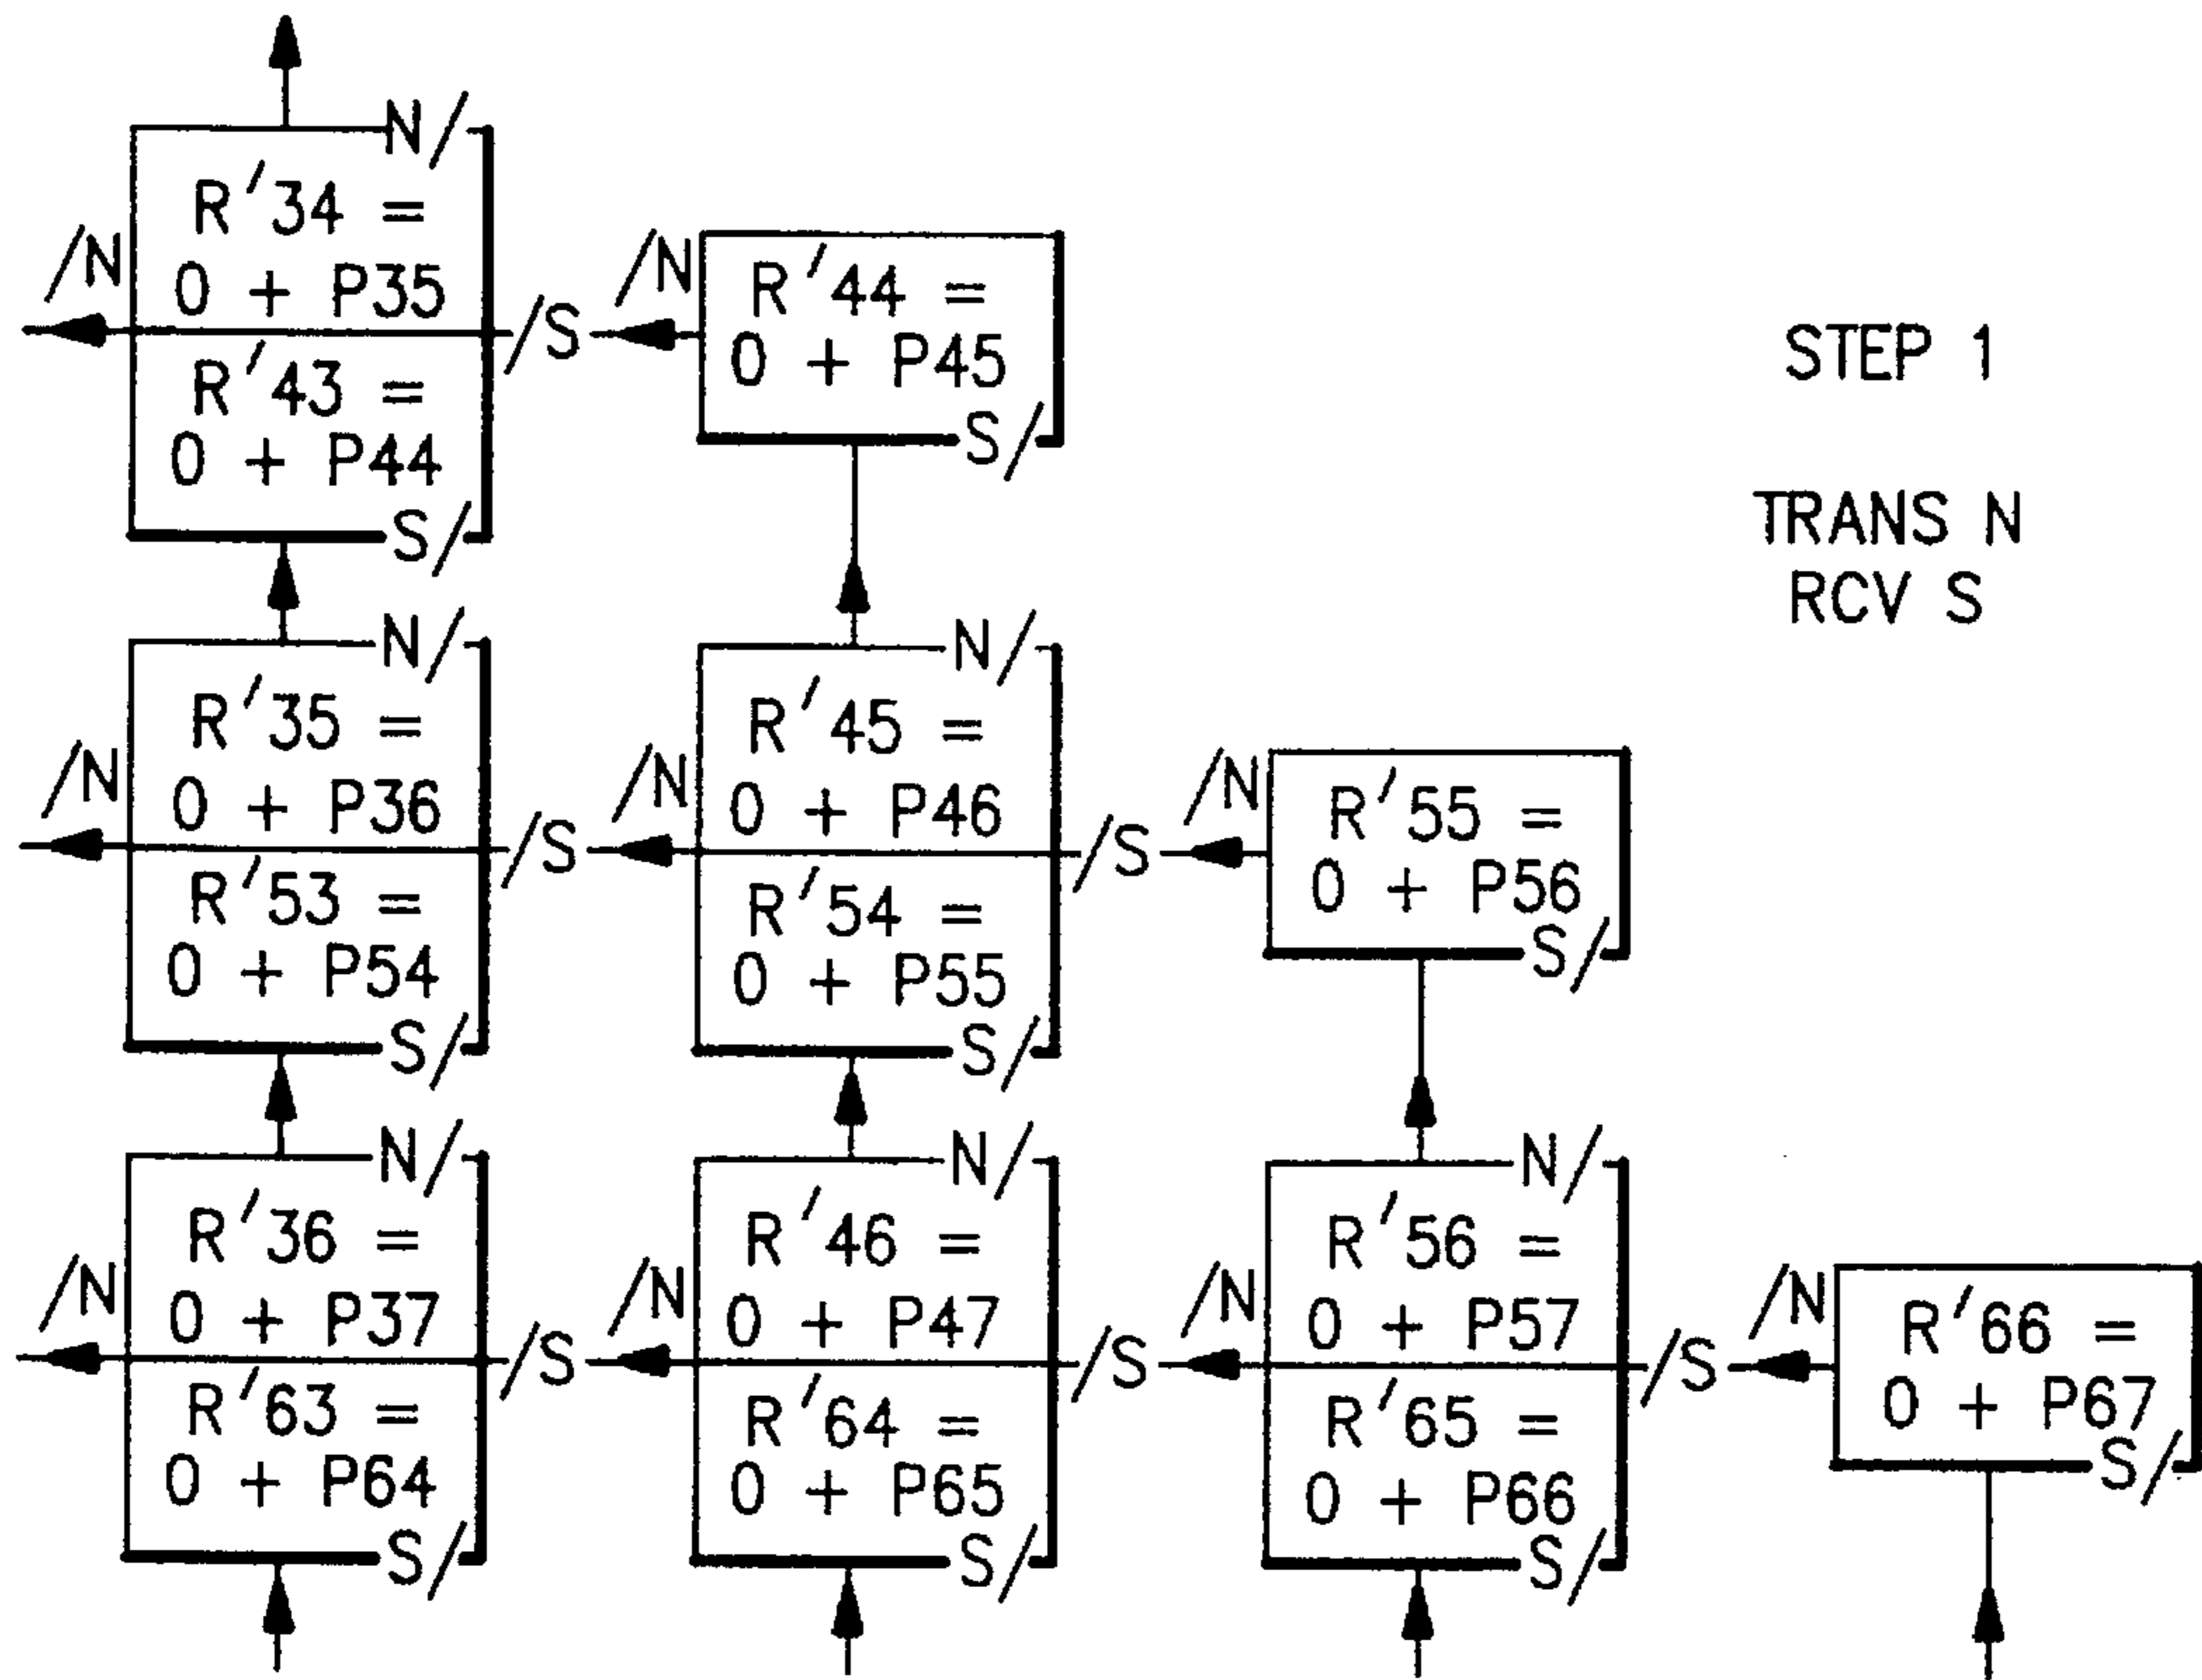 N/
R'34 =
/N
0 + P35
/S
R'43 =
0 + P44
S/
/N
R'44 =
0 + P45
S/
STEP 1
TRANS N
RCV S
N/
R'35 =
/N
0 + P36
/S
R'53 =
0 + P54
S/
N/
R'45 =
/N
0 + P46
/S
R'54 =
0 + P55
S/
/N
R'55 =
0 + P56
S/
N/
R'36 =
/N
0 + P37
/S
R'63 =
0 + P64
S/
N/
R'46 =
/N
0 + P47
/S
R'64 =
0 + P65
S/
N/
R'56 =
/N
0 + P57
/S
R'65 =
0 + P66
S/
/N
R'66 =
0 + P67
S/